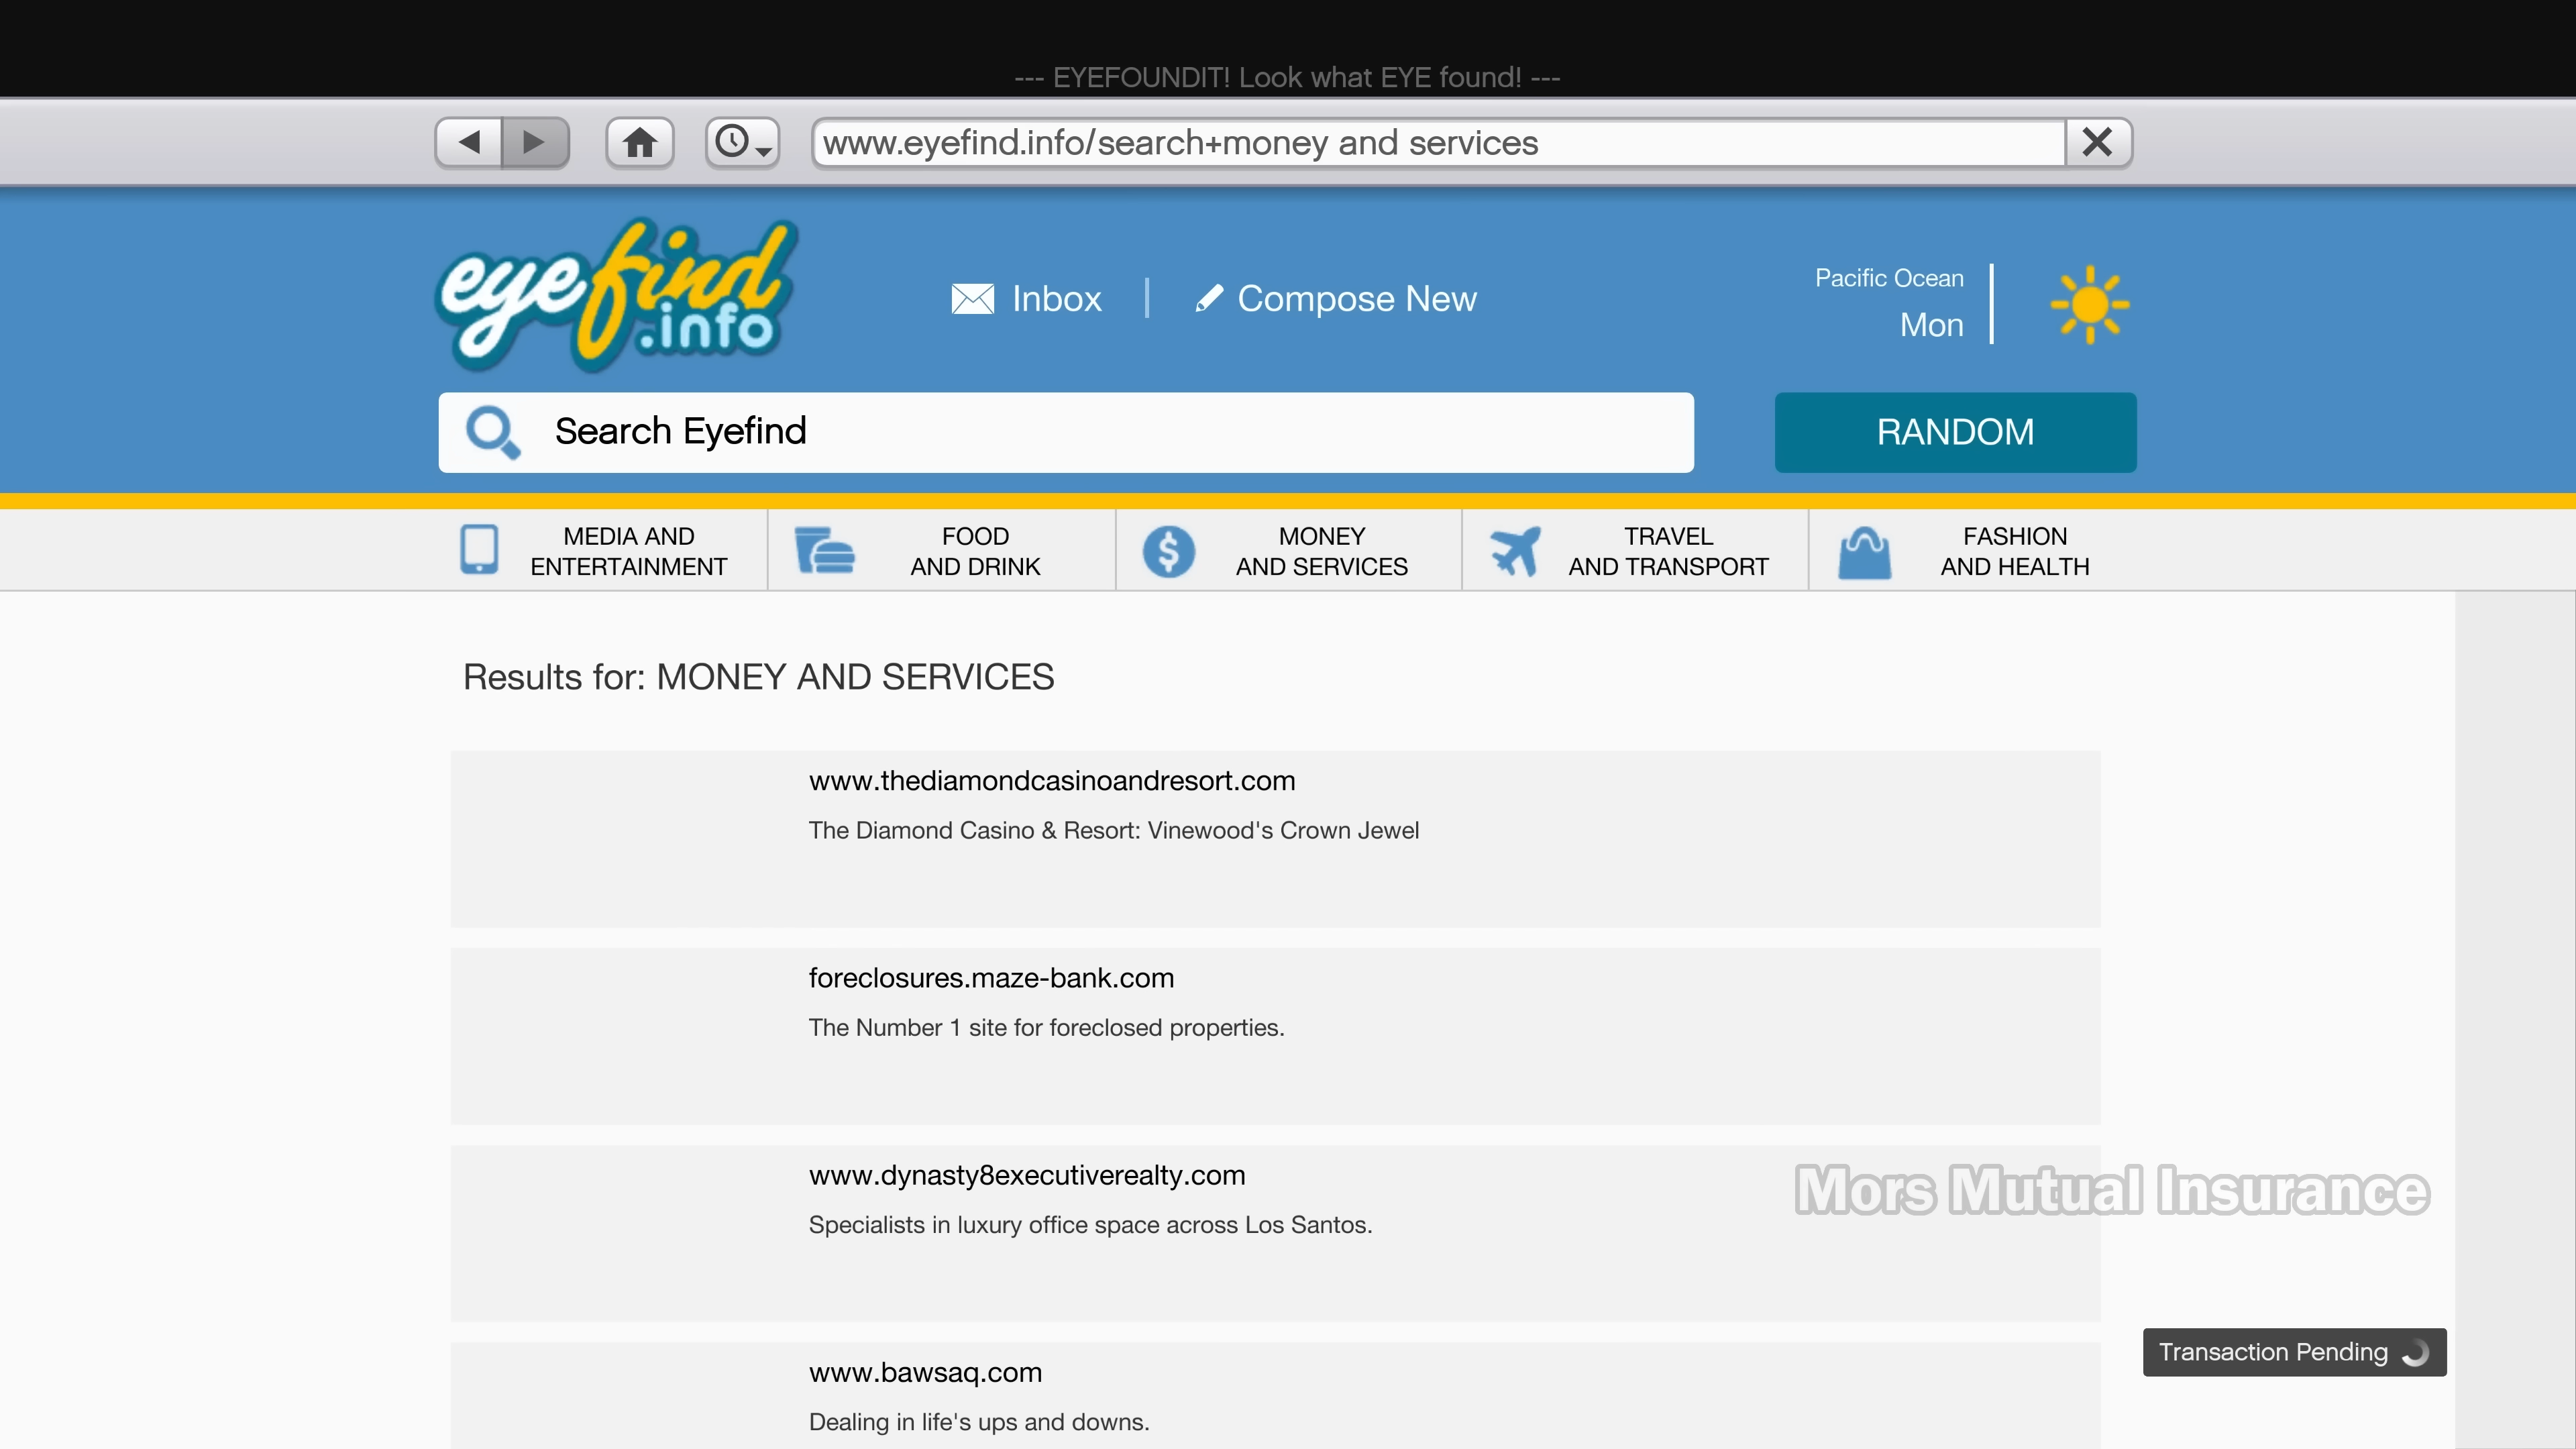 --- EYEFOUNDIT! Look what EYE found! ---
www.eyefind.info/search+money and services
eyefind
.info
Inbox
Compose New
Pacific Ocean
Mon
Search Eyefind
RANDOM
MEDIA AND
ENTERTAINMENT
FOOD
AND DRINK
MONEY
AND SERVICES
TRAVEL
AND TRANSPORT
FASHION
AND HEALTH
Results for: MONEY AND SERVICES
www.thediamondcasinoandresort.com
The Diamond Casino & Resort: Vinewood's Crown Jewel
foreclosures.maze-bank.com
The Number 1 site for foreclosed properties.
www.dynasty8executiverealty.com
Specialists in luxury office space across Los Santos.
Mors Mutual Insurance
Transaction Pending
www.bawsaq.com
Dealing in life's ups and downs.